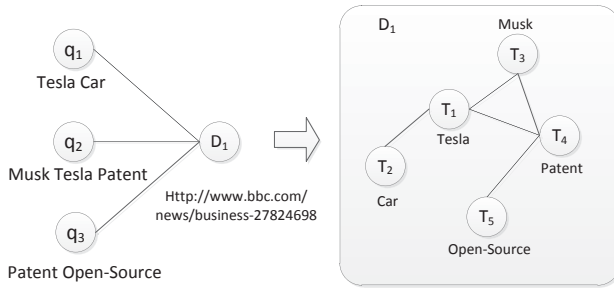 q1
Tesla Car
q2
Musk Tesla Patent
q3
Patent Open-Source
D1
Http://www.bbc.com/
news/business-27824698
D1
Musk
T3
T1
Tesla
T4
Patent
T2
Car
T5
Open-Source